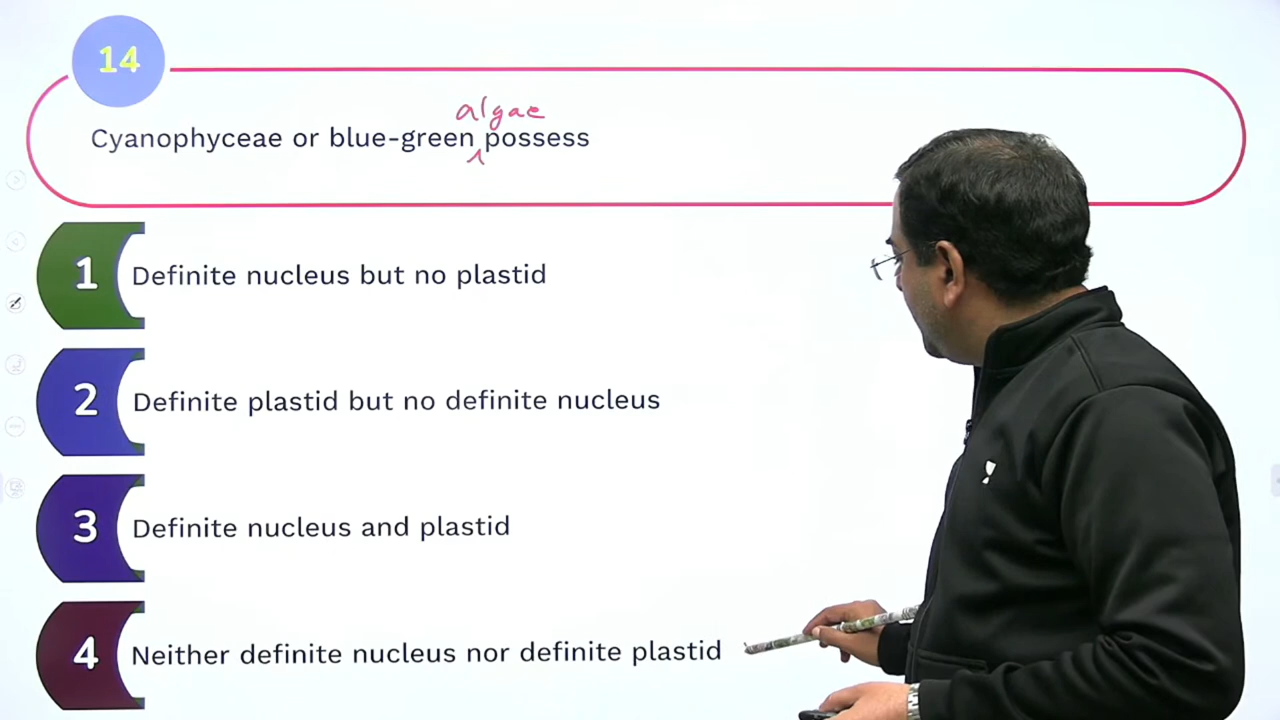 14
algae
Cyanophyceae or blue-green possess
1 Definite nucleus but no plastid
2 Definite plastid but no definite nucleus
3 Definite nucleus and plastid
4 Neither definite nucleus nor definite plastid